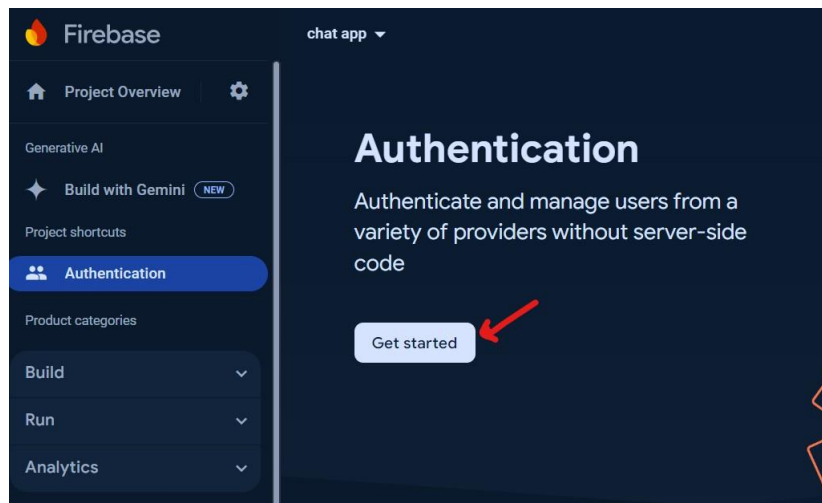 Firebase
chat app
Project Overview
Generative AI
Build with Gemini NEW
Project shortcuts
Authentication
Product categories
Build
Run
Analytics
Authentication
Authenticate and manage users from a
variety of providers without server-side
code
Get started